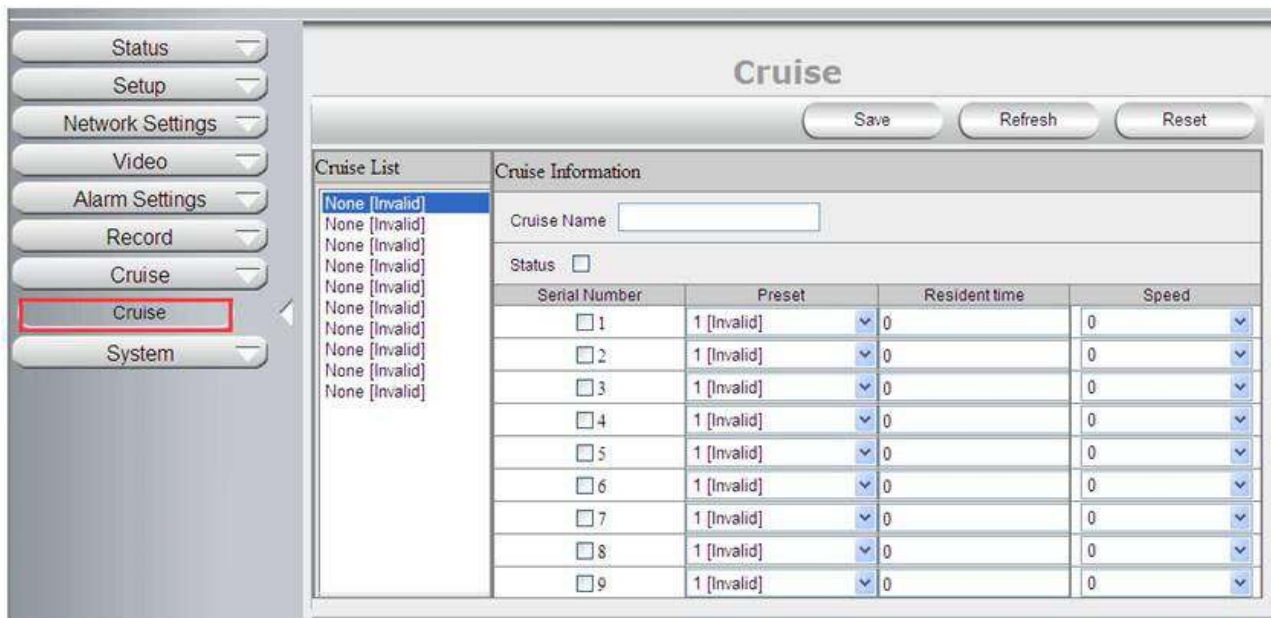 Status
Setup
Network Settings
Video
Alarm Settings
Record
Cruise
Cruise
System
Cruise
Save Refresh Reset
Cruise List
None [Invalid]
None [Invalid]
None [Invalid]
None [Invalid]
None [Invalid]
None [Invalid]
None [Invalid]
None [Invalid]
None [Invalid]
None [Invalid]
Cruise Information
Cruise Name
Status
Serial Number Preset Resident time Speed
1 1 [Invalid] 0 0
2 1 [Invalid] 0 0
3 1 [Invalid] 0 0
4 1 [Invalid] 0 0
5 1 [Invalid] 0 0
6 1 [Invalid] 0 0
7 1 [Invalid] 0 0
8 1 [Invalid] 0 0
9 1 [Invalid] 0 0